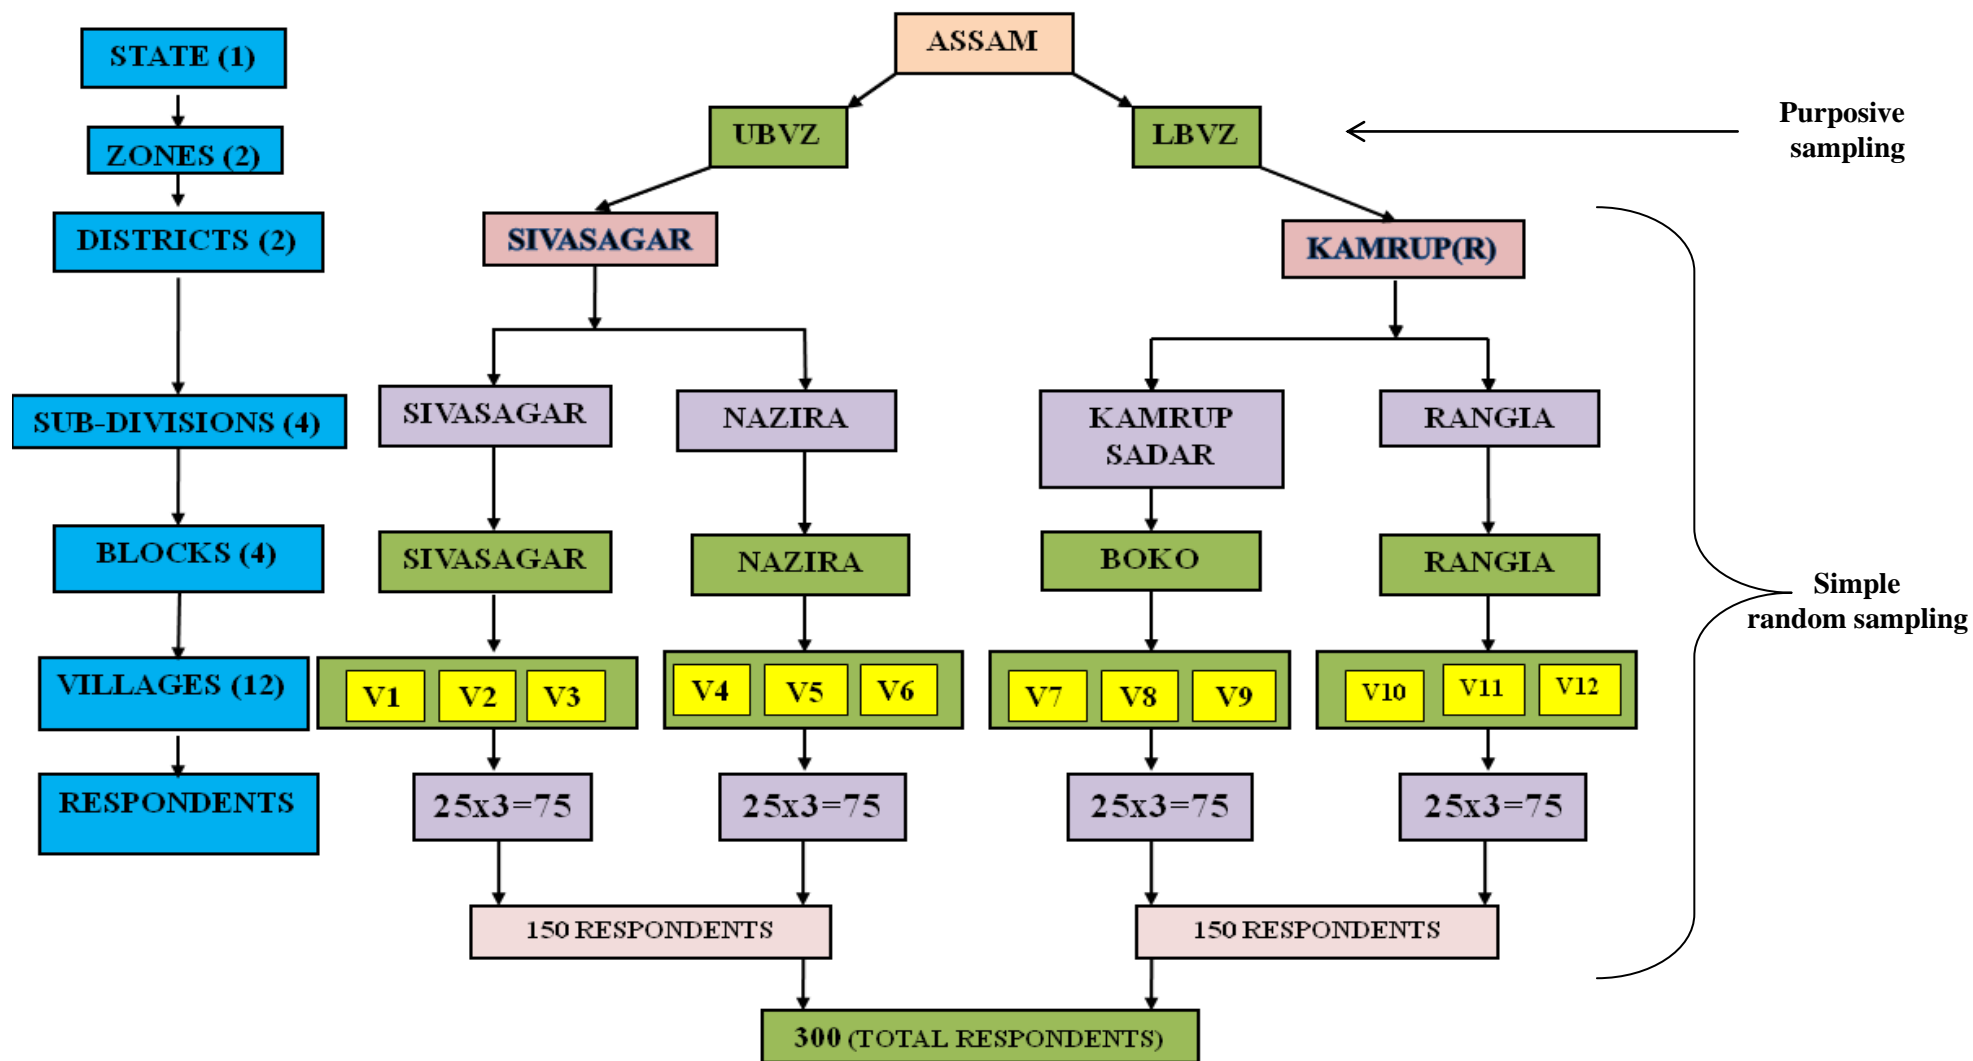 ASSAM
STATE (1)
UBVZ
LBVZ
Purposive
sampling
ZONES (2)
DISTRICTS (2)
SIVASAGAR
KAMRUP(R)
SUB-DIVISIONS (4)
SIVASAGAR
NAZIRA
KAMRUP
SADAR
RANGIA
BLOCKS (4)
SIVASAGAR
NAZIRA
BOKO
RANGIA
Simple
random sampling
VILLAGES (12)
V1 V2 V3
V4 V5 V6
V7 V8 V9
V10 V11 V12
RESPONDENTS
25x3=75
25x3=75
25x3=75
25x3=75
150 RESPONDENTS
150 RESPONDENTS
300 (TOTAL RESPONDENTS)